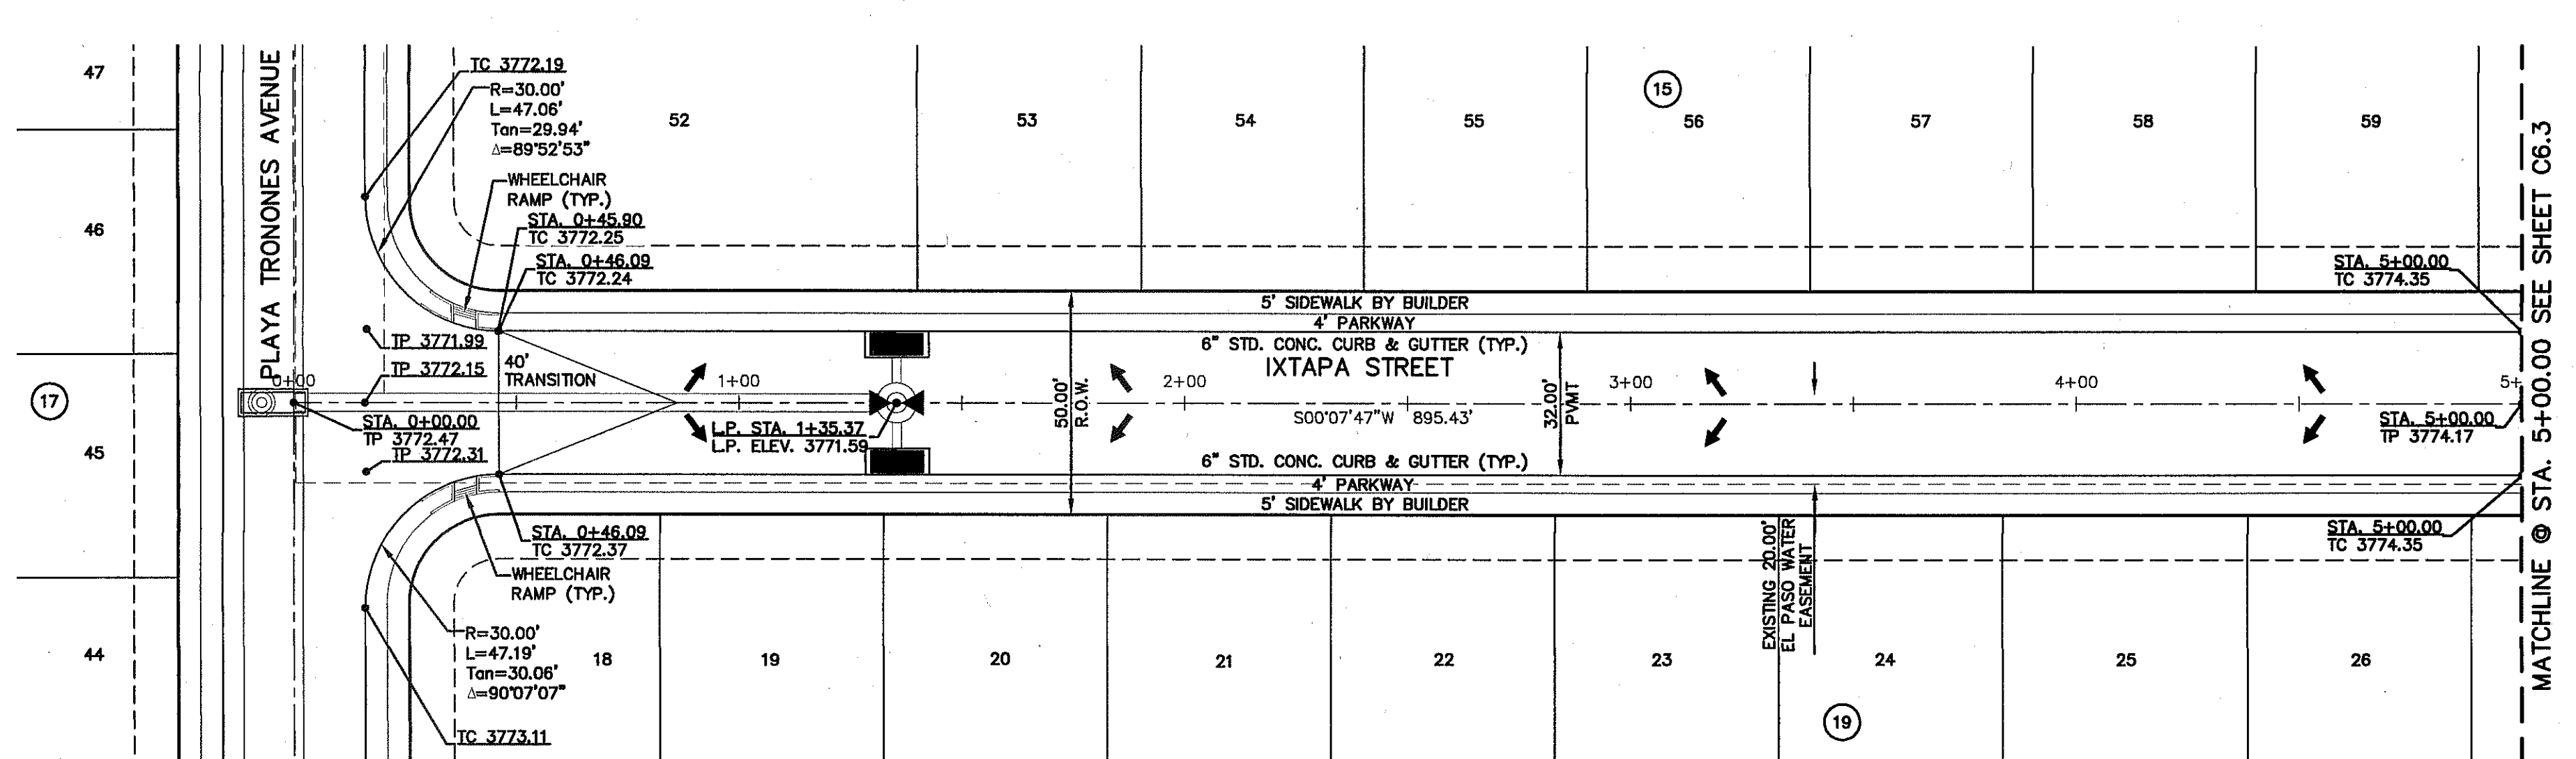 47
46
17
45
44
PLAYA TRONONES AVENUE
TC 3772.19
R=30.00'
L=47.06'
Tan=29.94'
Δ=89°52'53"
WHEELCHAIR
RAMP (TYP.)
STA. 0+45.90
TC 3772.25
STA. 0+46.09
TC 3772.24
TP 3771.99
TP 3772.15
0+00
STA. 0+00.00
TP 3772.47
TP 3772.31
40'
TRANSITION
STA. 0+46.09
TC 3772.37
WHEELCHAIR
RAMP (TYP.)
R=30.00'
L=47.19'
Tan=30.06'
Δ=90°07'07"
TC 3773.11
52
53
54
55
15
56
57
58
59
5' SIDEWALK BY BUILDER
4' PARKWAY
6" STD. CONC. CURB & GUTTER (TYP.)
IXTAPA STREET
1+00
2+00
3+00
4+00
5+
L.P. STA. 1+35.37
L.P. ELEV. 3771.59
50.00'
R.O.W.
S00°07'47"W 895.43'
32.00'
PVMT
6" STD. CONC. CURB & GUTTER (TYP.)
4' PARKWAY
5' SIDEWALK BY BUILDER
STA. 5+00.00
TC 3774.35
STA. 5+00.00
TP 3774.17
STA. 5+00.00
TC 3774.35
EXISTING 20.00'
EL PASO WATER
EASEMENT
18
19
20
21
22
23
24
25
26
19
MATCHLINE @ STA. 5+00.00 SEE SHEET C6.3